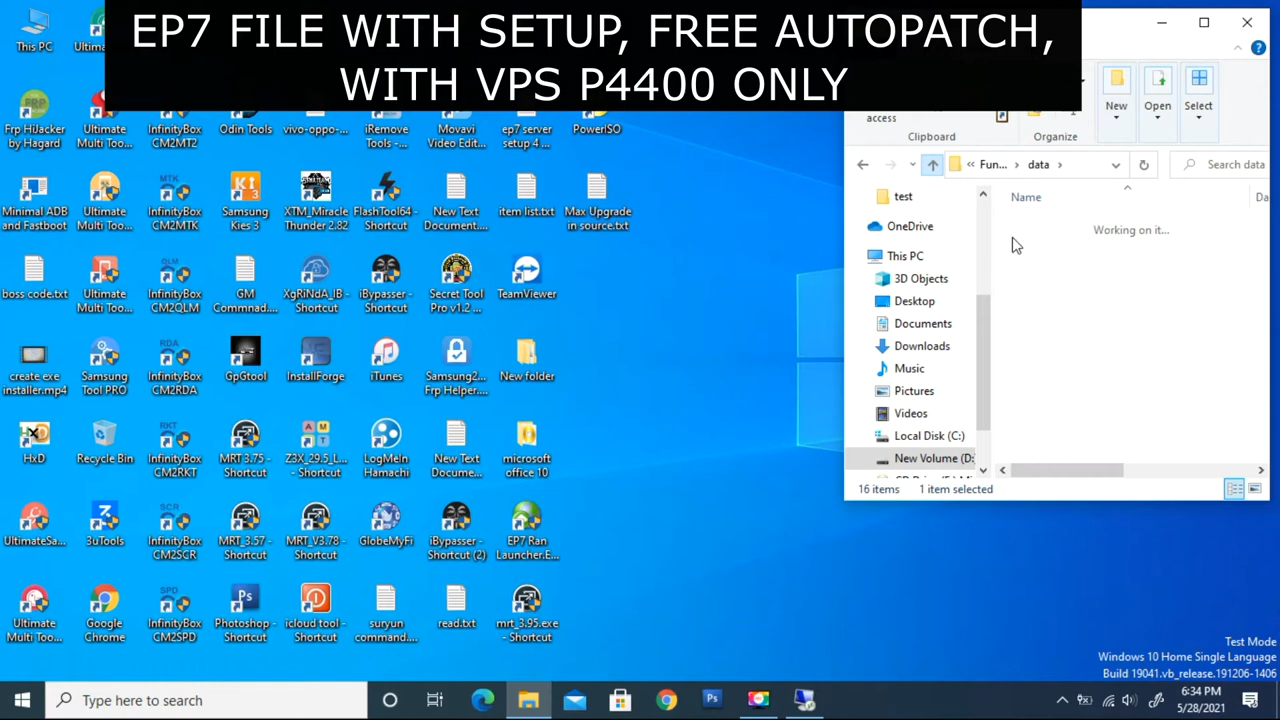 EP7 FILE WITH SETUP, FREE AUTOPATCH,
WITH VPS P4400 ONLY
This PC
Frp HiJacker
by Hagard
Ultimate
Multi Too...
InfinityBox
CM2MT2
Odin Tools
vivo-oppo-...
iRemove
Tools -...
Movavi
Video Edit...
ep7 server
setup 4 ...
PowerISO
Minimal ADB
and Fastboot
Ultimate
Multi Too...
InfinityBox
CM2MTK
Samsung
Kies 3
XTM_Miracle
Thunder 2.82
FlashTool64 -
Shortcut
New Text
Document....
item list.txt
Max Upgrade
in source.txt
boss code.txt
Ultimate
Multi Too...
InfinityBox
CM2QLM
GM
Commnad...
XgRiNdA_IB -
Shortcut
iBypasser -
Shortcut
Secret Tool
Pro v1.2 ...
TeamViewer
create exe
installer.mp4
Samsung
Tool PRO
InfinityBox
CM2RDA
GpGtool
InstallForge
iTunes
Samsung2...
Frp Helper....
New folder
HxD
Recycle Bin
InfinityBox
CM2RKT
MRT 3.75 -
Shortcut
Z3X_29.5_L...
- Shortcut
LogMeIn
Hamachi
New Text
Docume...
microsoft
office 10
UltimateSa...
3uTools
InfinityBox
CM2SCR
MRT_3.57 -
Shortcut
MRT_V3.78 -
Shortcut
GlobeMyFi
iBypasser -
Shortcut (2)
EP7 Ran
Launcher.E...
Ultimate
Multi Too...
Google
Chrome
InfinityBox
CM2SPD
Photoshop -
Shortcut
icloud tool -
Shortcut
suryun
command....
read.txt
mrt_3.95.exe
- Shortcut
access
Clipboard
Organize
New
Open
Select
« Fun... › data ›
Search data
test
OneDrive
This PC
3D Objects
Desktop
Documents
Downloads
Music
Pictures
Videos
Local Disk (C:)
New Volume (D:
Name
Da
Working on it...
16 items
1 item selected
Test Mode
Windows 10 Home Single Language
Build 19041.vb_release.191206-1406
Type here to search
6:34 PM
5/28/2021